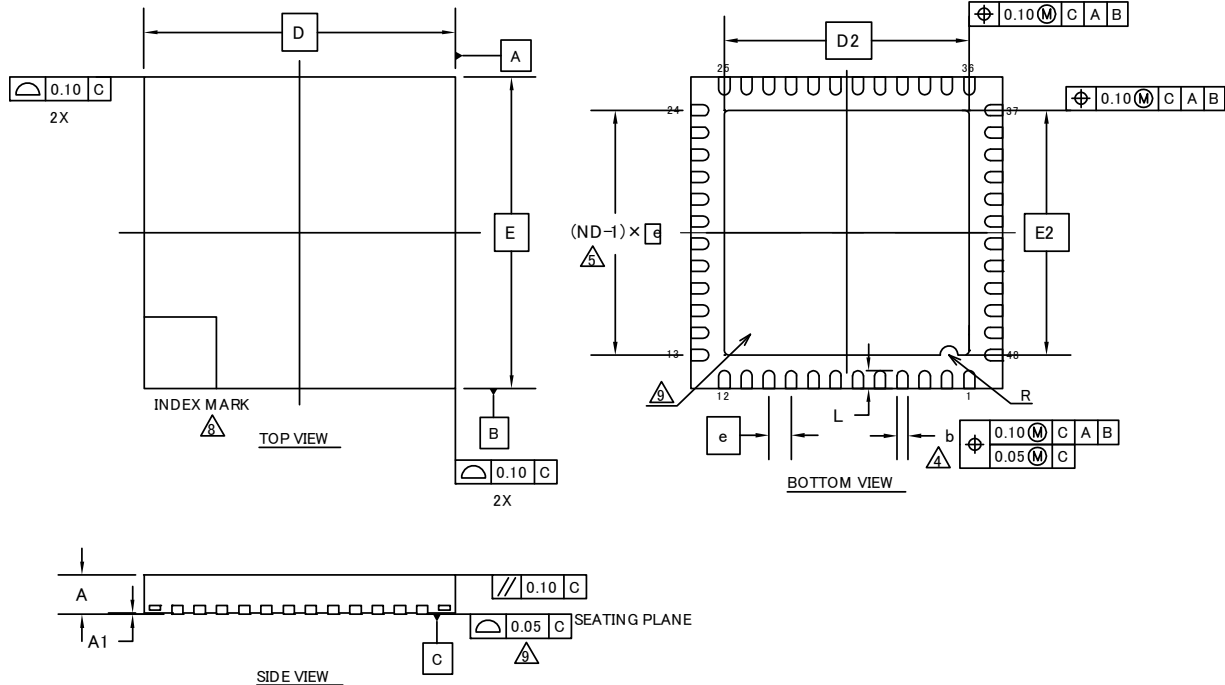 D
A
⌓ 0.10 C
2X
E
INDEX MARK
8
TOP VIEW
B
⌓ 0.10 C
2X
⌖ 0.10 Ⓜ C A B
D2
25
36
⌖ 0.10 Ⓜ C A B
24
37
(ND-1)× e
5
E2
13
48
9
12
1
L
R
e
b
4
⌖ 0.10 Ⓜ C A B
0.05 Ⓜ C
BOTTOM VIEW
A
// 0.10 C
A1
⌓ 0.05 C SEATING PLANE
9
C
SIDE VIEW